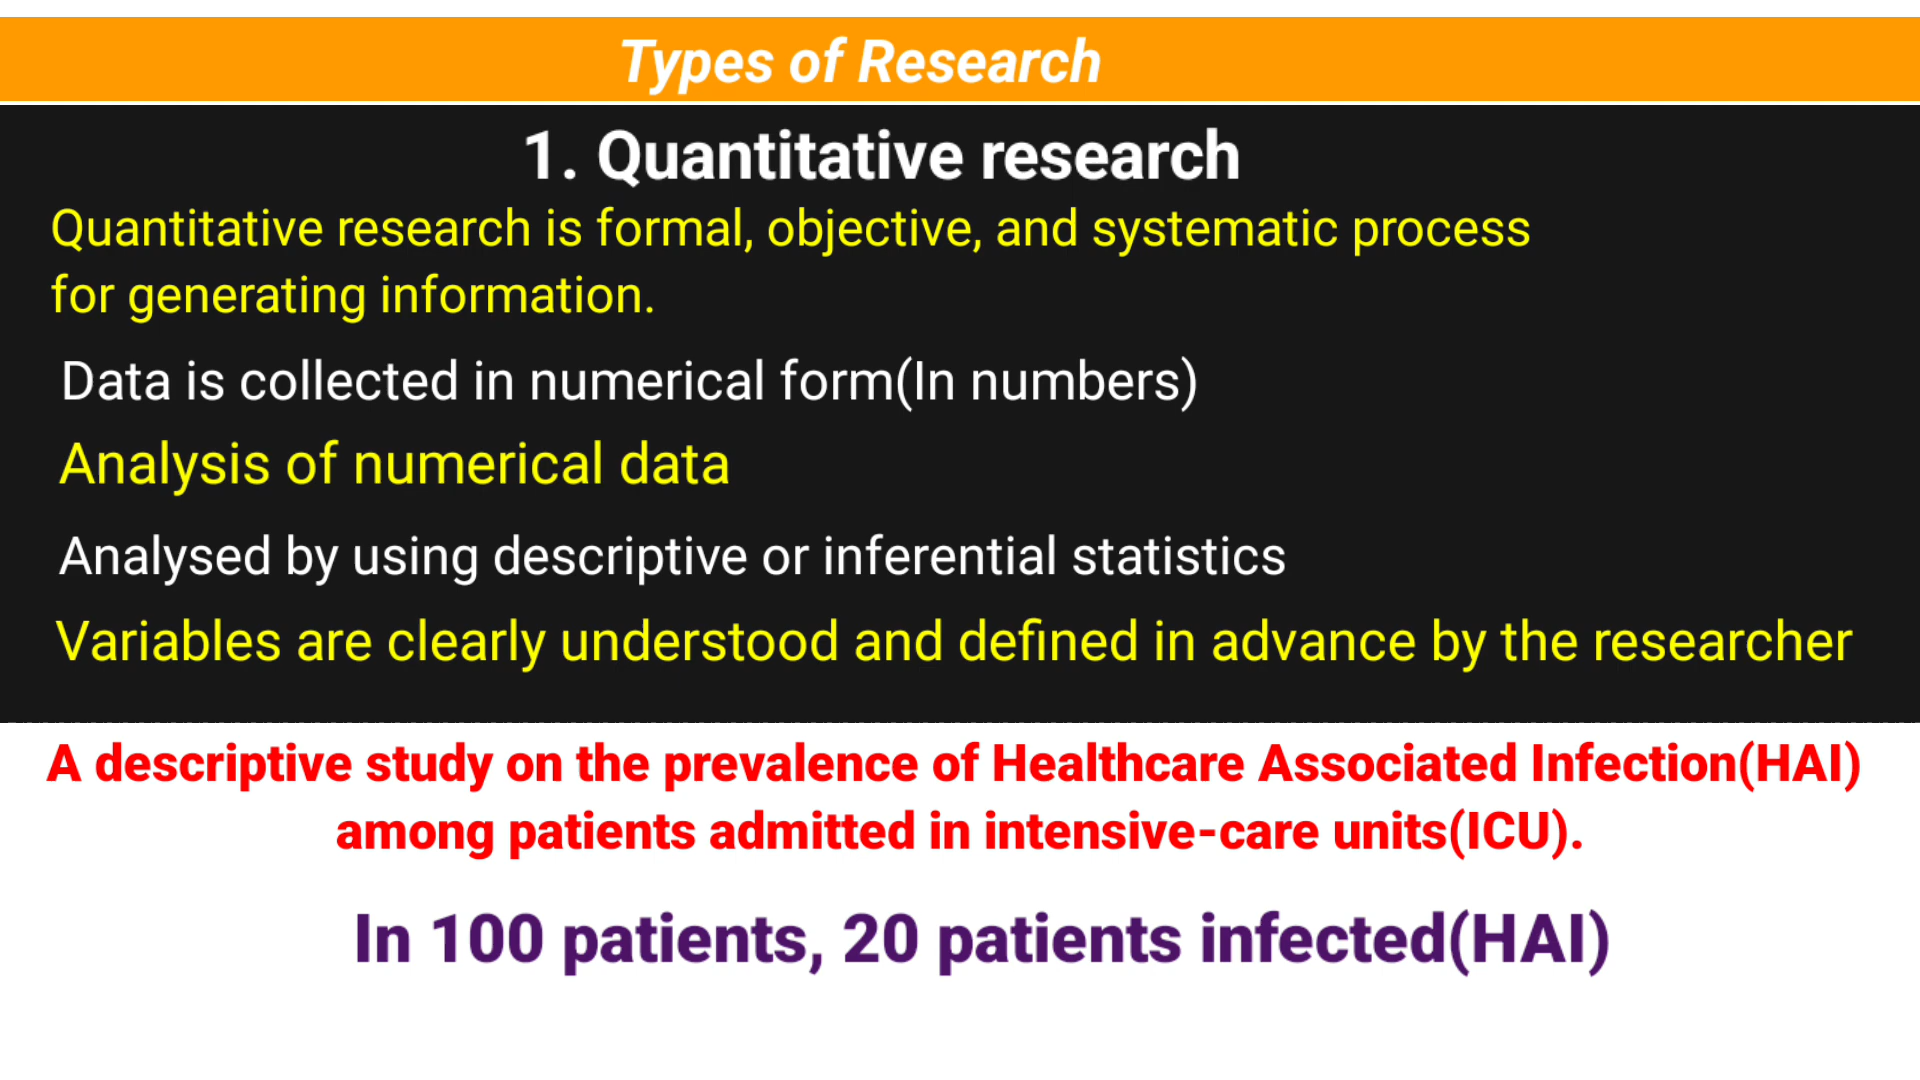 Types of Research
1. Quantitative research
Quantitative research is formal, objective, and systematic process
for generating information.
Data is collected in numerical form(In numbers)
Analysis of numerical data
Analysed by using descriptive or inferential statistics
Variables are clearly understood and defined in advance by the researcher
A descriptive study on the prevalence of Healthcare Associated Infection(HAI)
among patients admitted in intensive-care units(ICU).
In 100 patients, 20 patients infected(HAI)